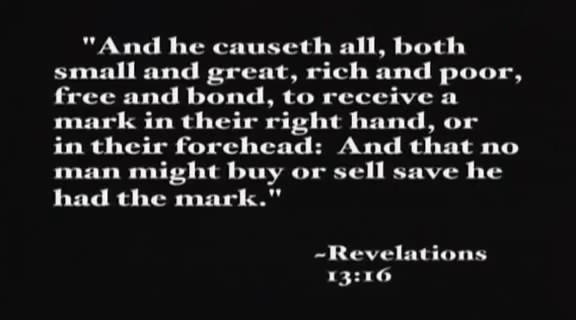 "And he causeth all, both
small and great, rich and poor,
free and bond, to receive a
mark in their right hand, or
in their forehead: And that no
man might buy or sell save he
had the mark."
~Revelations
13:16